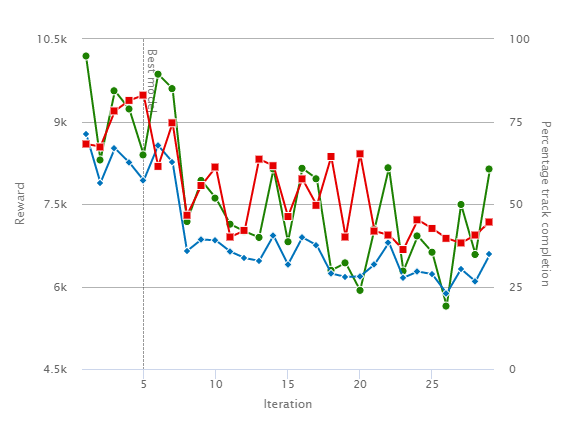 10.5k
9k
7.5k
6k
4.5k
Reward
Best model
100
75
50
25
0
Percentage track completion
5
10
15
20
25
Iteration